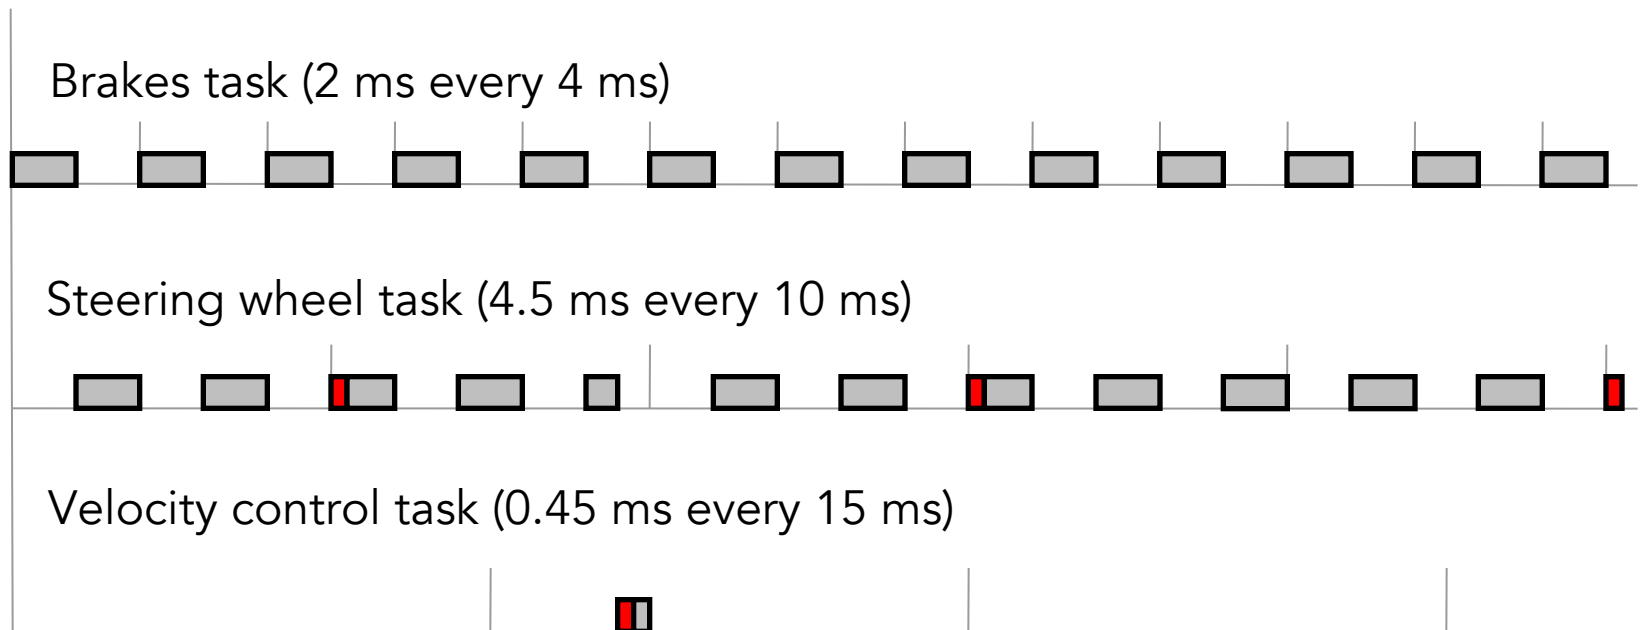 Brakes task (2 ms every 4 ms)
Steering wheel task (4.5 ms every 10 ms)
Velocity control task (0.45 ms every 15 ms)